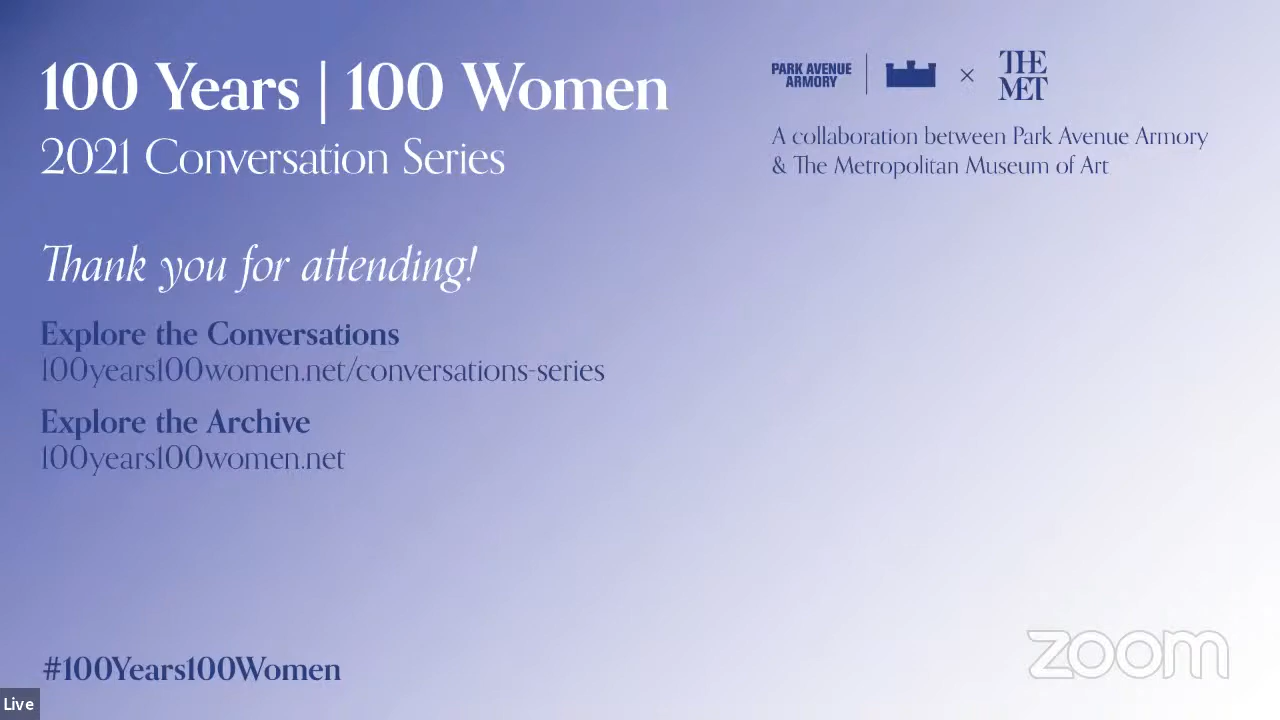 100 Years | 100 Women
2021 Conversation Series
PARK AVENUE
ARMORY
×
THE
MET
A collaboration between Park Avenue Armory
& The Metropolitan Museum of Art
Thank you for attending!
Explore the Conversations
100years100women.net/conversations-series
Explore the Archive
100years100women.net
#100Years100Women
zoom
Live